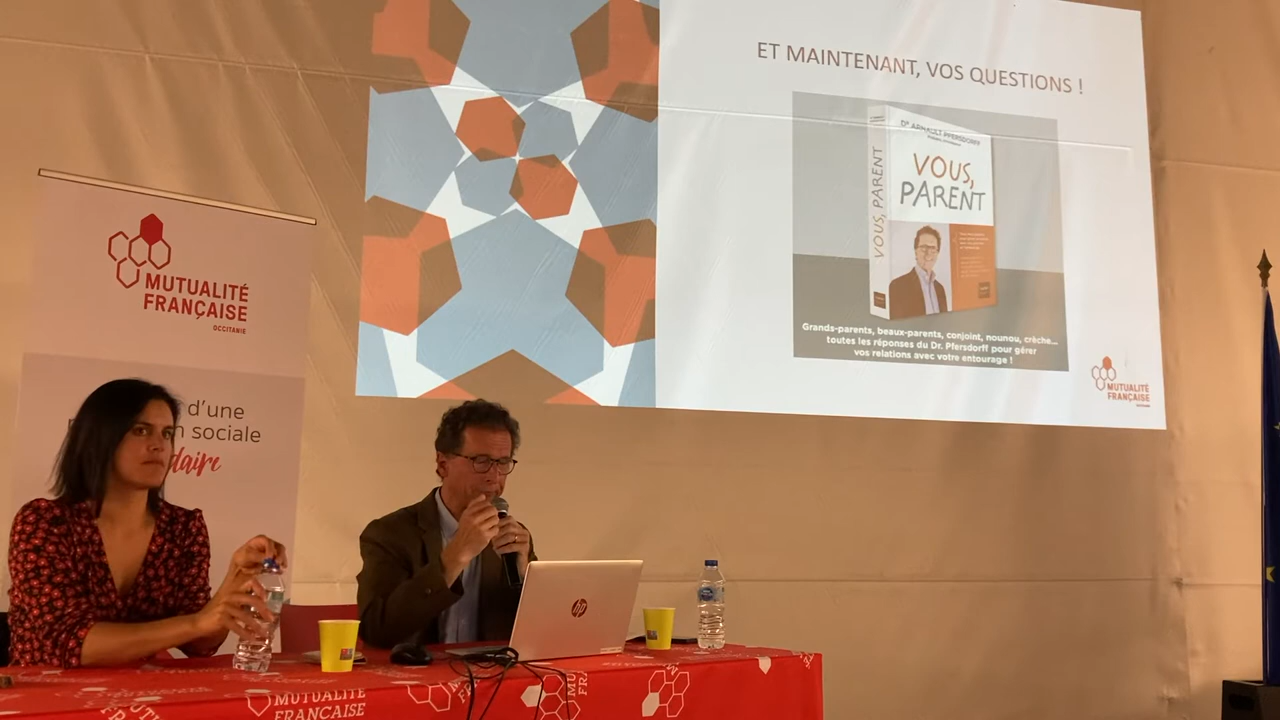 ET MAINTENANT, VOS QUESTIONS !
Dr ARNAULT PFERSDORFF
VOUS,
PARENT
VOUS, PARENT
Grands-parents, beaux-parents, conjoint, nounou, crèche...
toutes les réponses du Dr. Pfersdorff pour gérer
vos relations avec votre entourage !
MUTUALITÉ
FRANÇAISE
MUTUALITÉ
FRANÇAISE
OCCITANIE
d'une
n sociale
daire
hp
MUTUALITÉ
FRANÇAISE